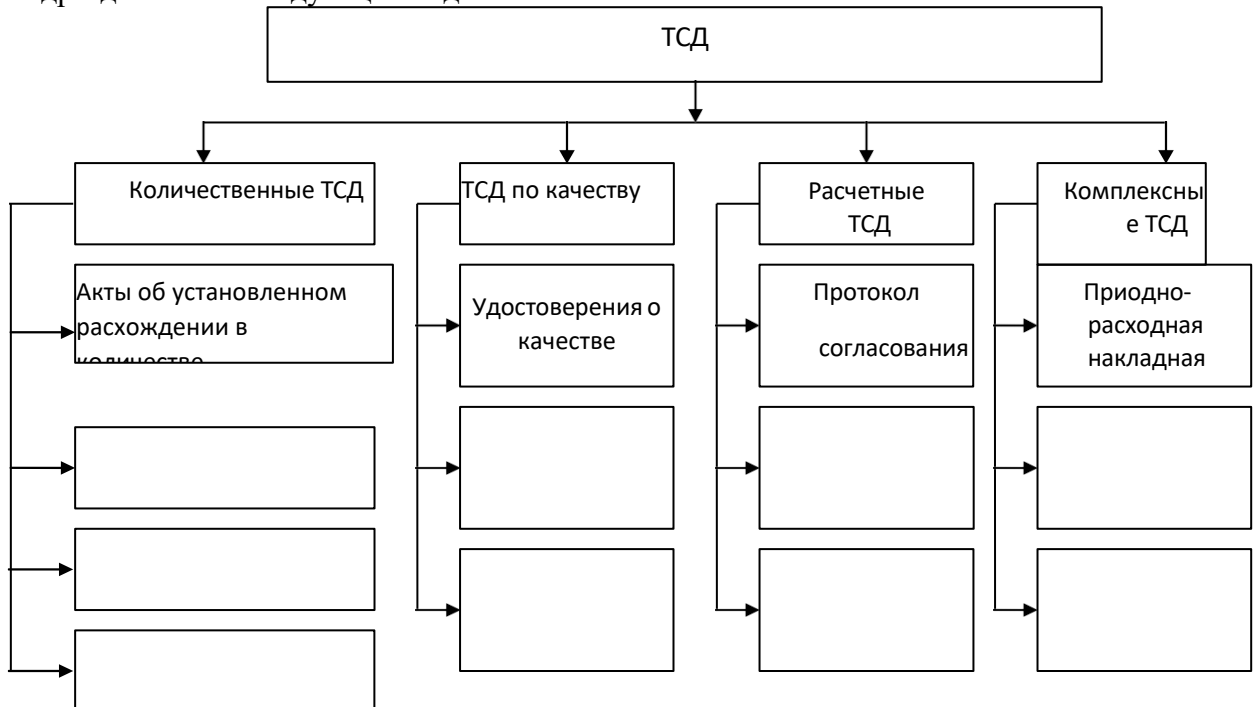 ТСД
Количественные ТСД
ТСД по качеству
Расчетные
ТСД
Комплексны
е ТСД
Акты об установленном
расхождении в
количестве
Удостоверения о
качестве
Протокол
согласования
Приодно-
расходная
накладная